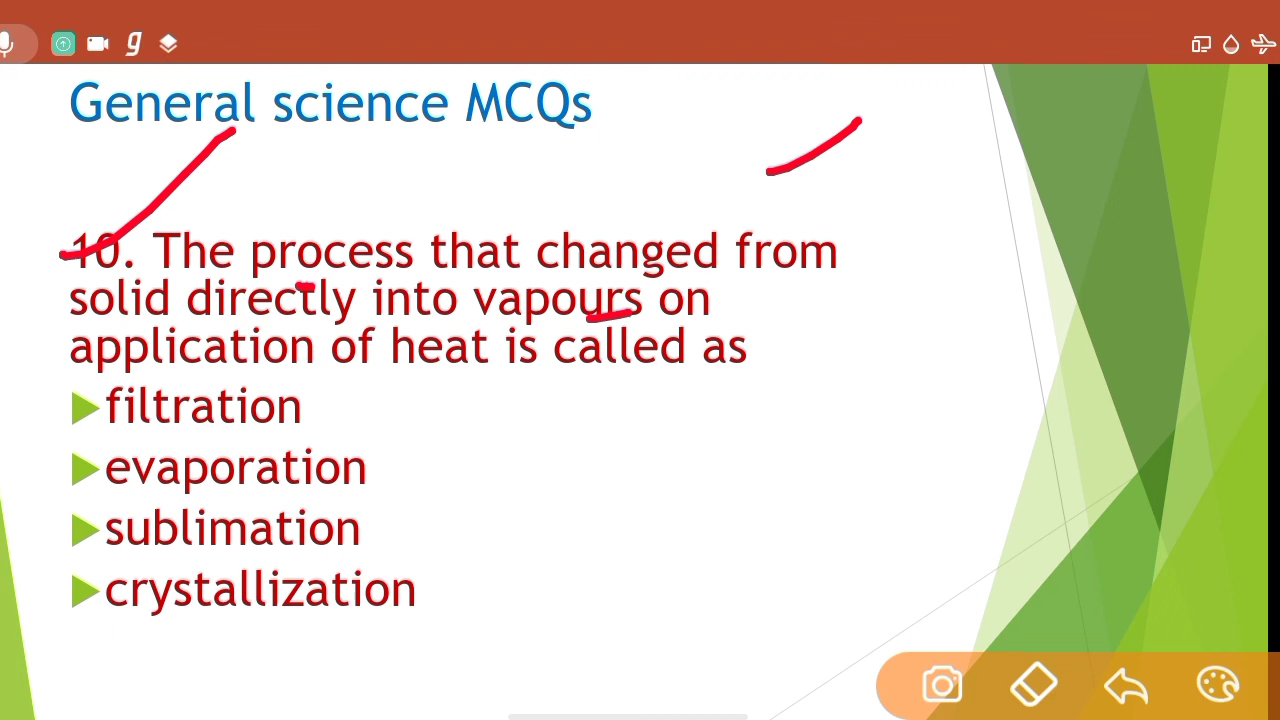 General science MCQs
10. The process that changed from
solid directly into vapours on
application of heat is called as
filtration
evaporation
sublimation
crystallization